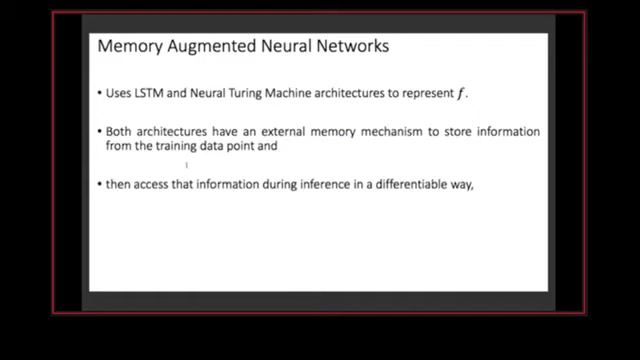 Memory Augmented Neural Networks
• Uses LSTM and Neural Turing Machine architectures to represent f.
• Both architectures have an external memory mechanism to store information
from the training data point and
• then access that information during inference in a differentiable way,